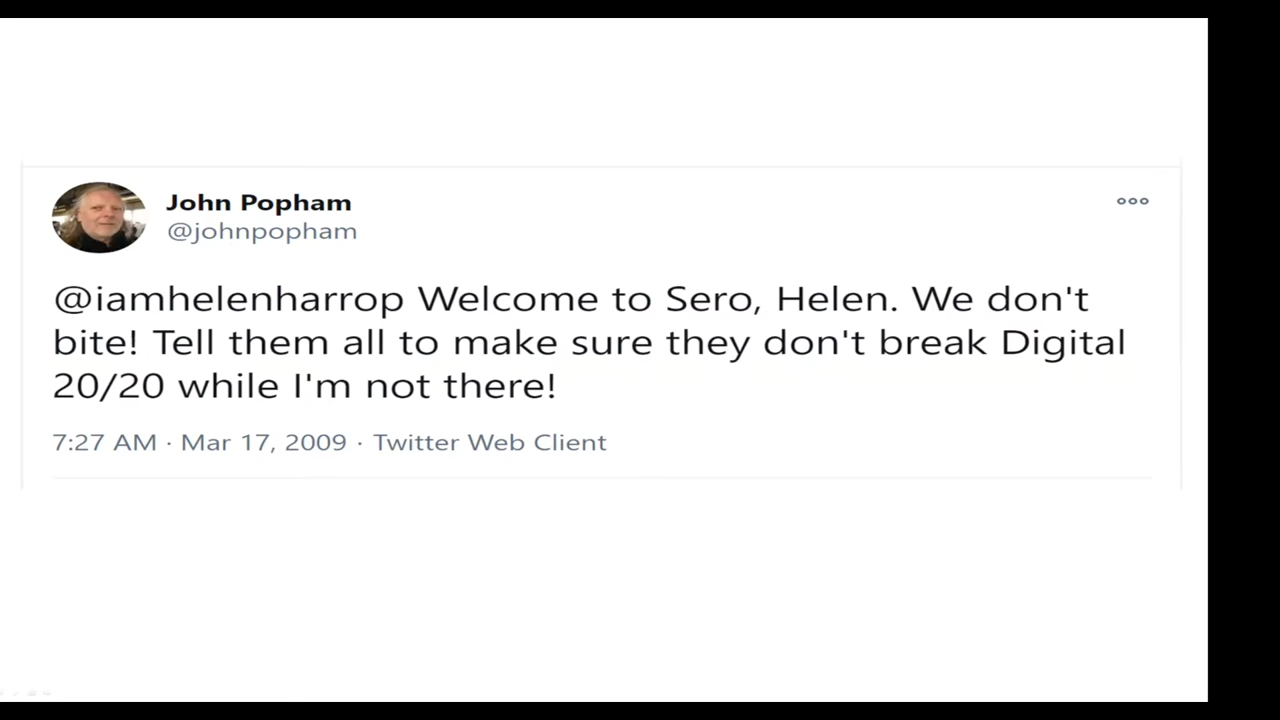 John Popham
@johnpopham
@iamhelenharrop Welcome to Sero, Helen. We don't
bite! Tell them all to make sure they don't break Digital
20/20 while I'm not there!
7:27 AM · Mar 17, 2009 · Twitter Web Client